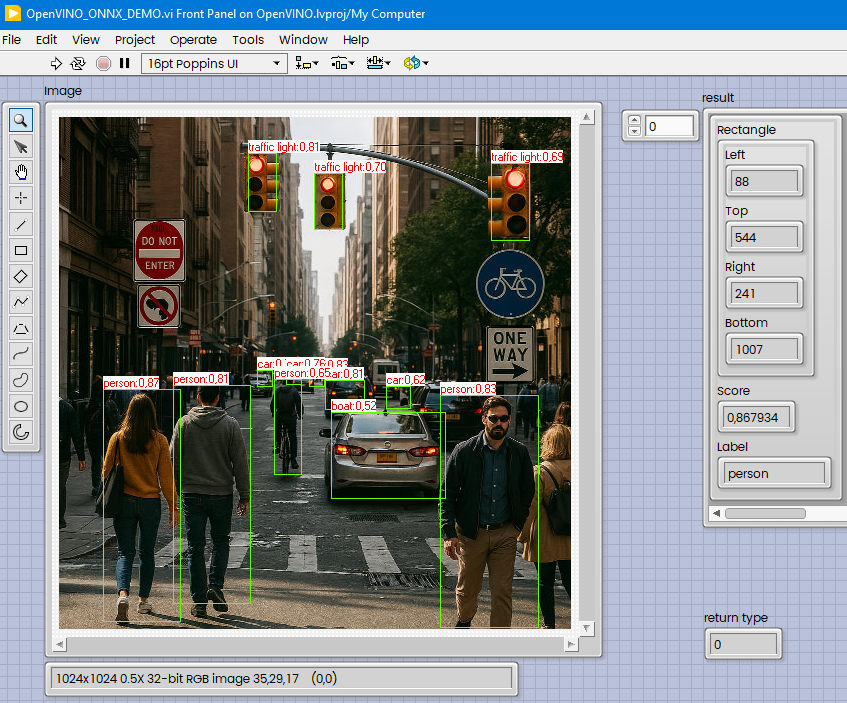 OpenVINO_ONNX_DEMO.vi Front Panel on OpenVINO.lvproj/My Computer
File Edit View Project Operate Tools Window Help
16pt Poppins UI
Image
result
0
Rectangle
Left
88
Top
544
Right
241
Bottom
1007
Score
0,867934
Label
person
return type
0
traffic light:0,81
traffic light:0,70
traffic light:0,69
DO NOT
ENTER
ONE
WAY
car:0,76
0,83
person:0,65
car:0,81
car:0,62
person:0,87
person:0,81
person:0,83
boat:0,52
1024x1024 0.5X 32-bit RGB image 35,29,17 (0,0)